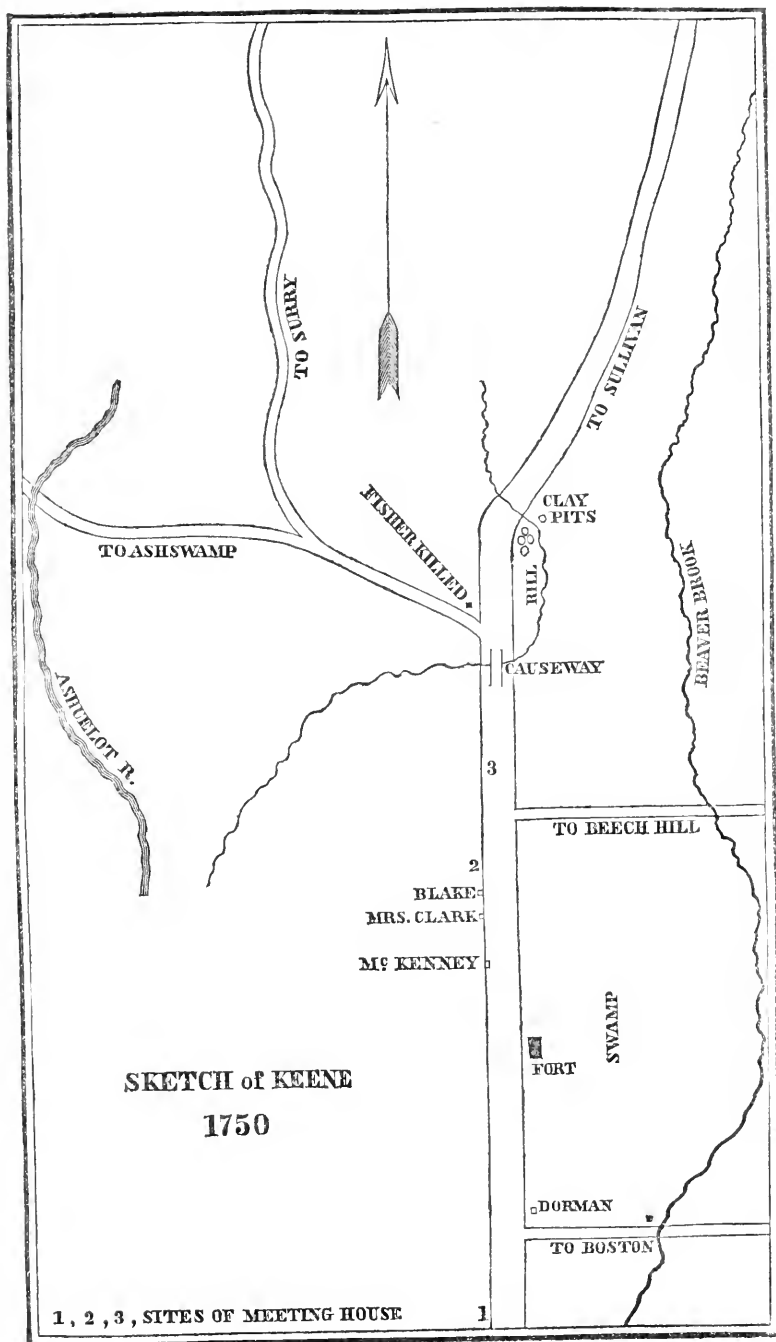 TO SURRY
TO SULLIVAN
CLAY
PITS
FISHER KILLED.
TO ASHSWAMP
RILL
BEAVER BROOK
CAUSEWAY
ASHUELOT R.
3
TO BEECH HILL
2
BLAKE
MRS. CLARK
Mc KENNEY
SWAMP
FORT
SKETCH of KEENE
1750
DORMAN
TO BOSTON
1, 2, 3, SITES OF MEETING HOUSE
1